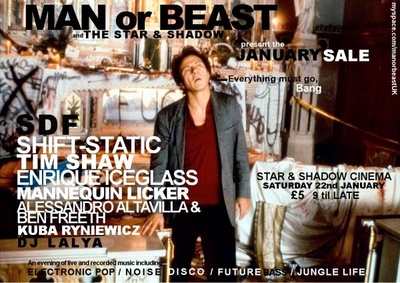 MAN or BEAST
and THE STAR & SHADOW
present the
JANUARY SALE
Everything must go,
Bang
myspace.com/manorbeastUK
SDF
SHIFT-STATIC
TIM SHAW
ENRIQUE ICEGLASS
MANNEQUIN LICKER
ALESSANDRO ALTAVILLA &
BEN FREETH
KUBA RYNIEWICZ
DJ LALYA
STAR & SHADOW CINEMA
SATURDAY 22nd JANUARY
£5 9 til LATE
An evening of live and recorded music including
ELECTRONIC POP / NOISE DISCO / FUTURE BASS / JUNGLE LIFE